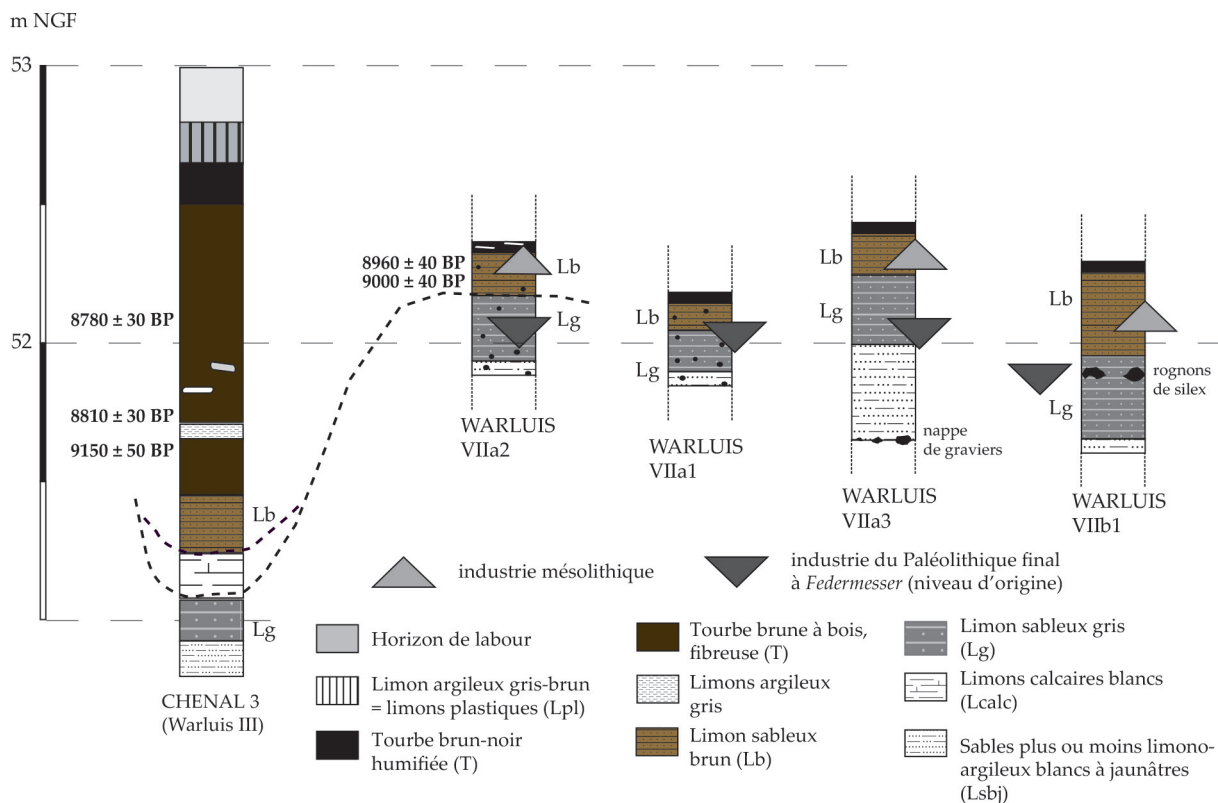 m NGF
53
8960 ± 40 BP
9000 ± 40 BP
Lb
Lb
Lb
8780 ± 30 BP
Lg
Lb
Lg
52
Lg
Lg
rognons
de silex
8810 ± 30 BP
9150 ± 50 BP
WARLUIS
VIIa2
WARLUIS
VIIa1
nappe
de graviers
WARLUIS
VIIa3
WARLUIS
VIIb1
Lb
Lg
CHENAL 3
(Warluis III)
industrie mésolithique
industrie du Paléolithique final
à Federmesser (niveau d'origine)
Horizon de labour
Limon argileux gris-brun
= limons plastiques (Lpl)
Tourbe brun-noir
humifiée (T)
Tourbe brune à bois,
fibreuse (T)
Limons argileux
gris
Limon sableux
brun (Lb)
Limon sableux gris
(Lg)
Limons calcaires blancs
(Lcalc)
Sables plus ou moins limono-
argileux blancs à jaunâtres
(Lsbj)